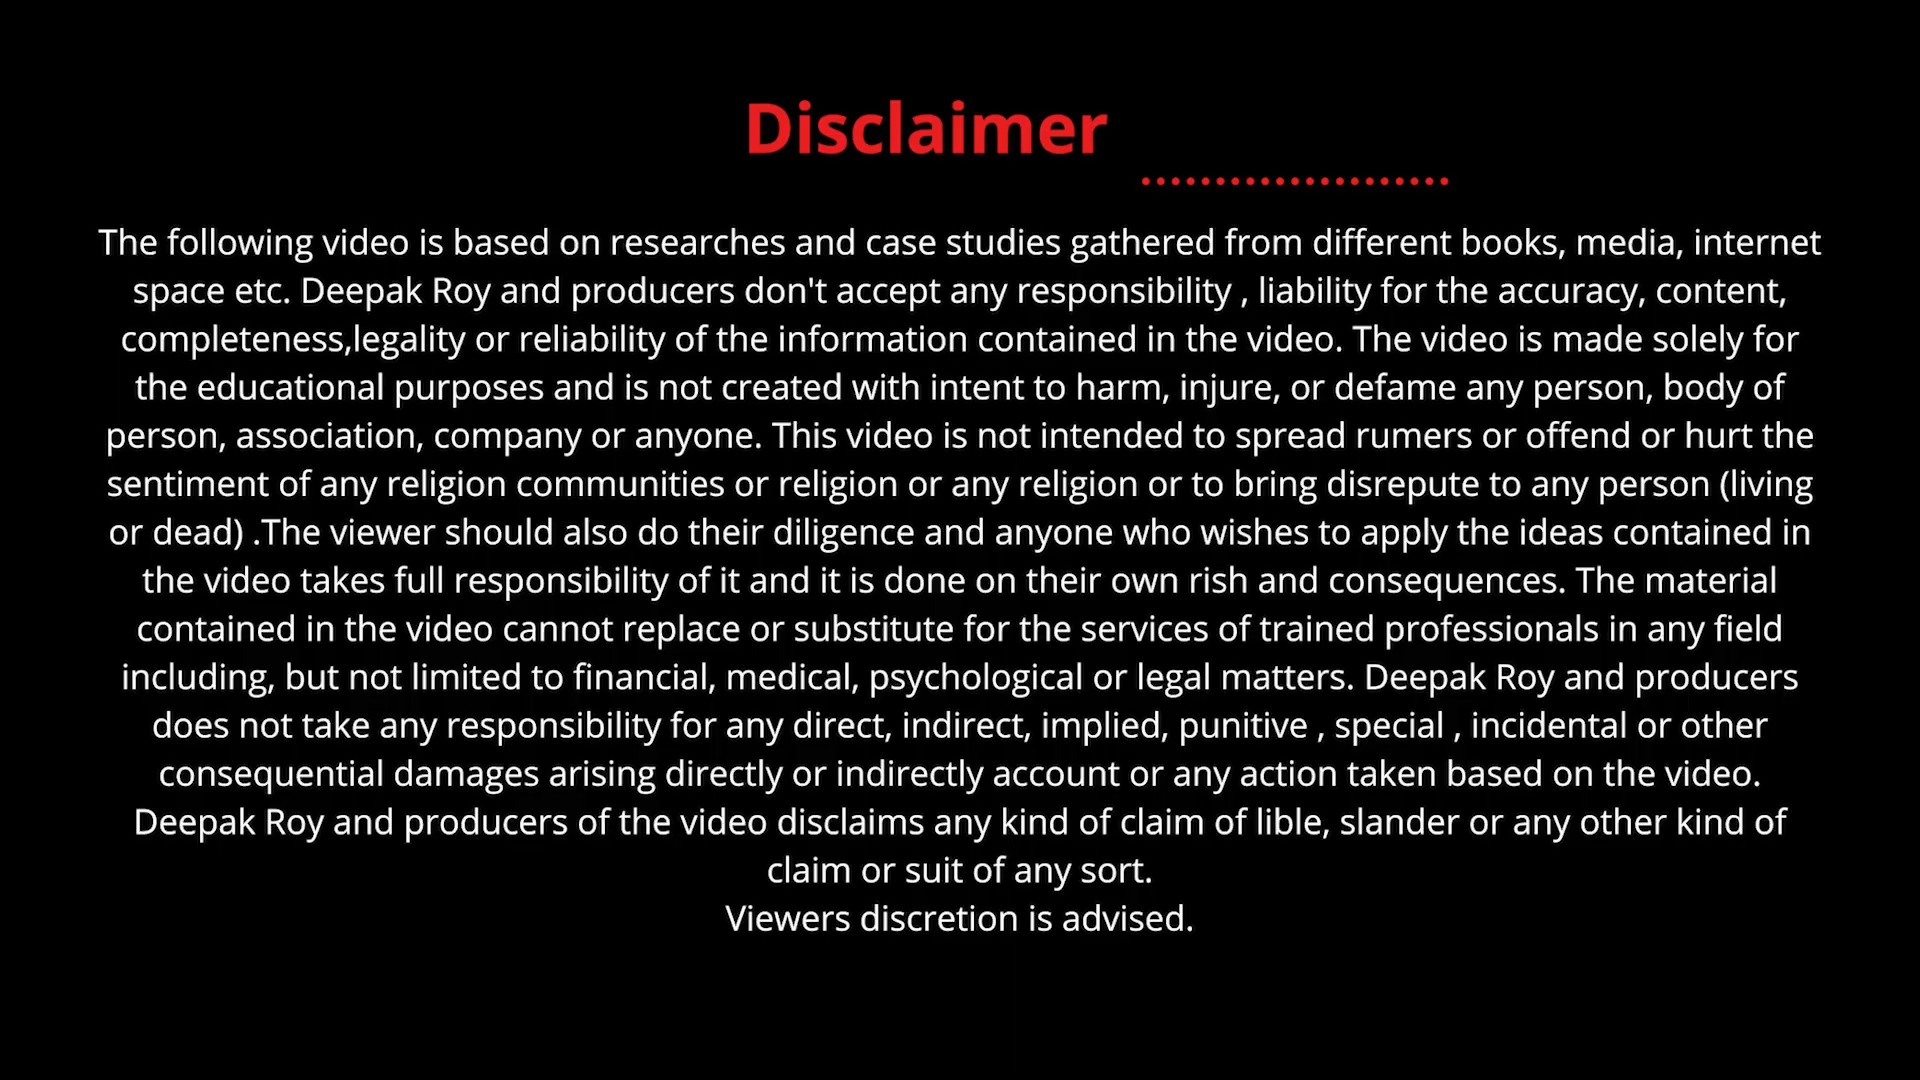 Disclaimer
.....................
The following video is based on researches and case studies gathered from different books, media, internet
space etc. Deepak Roy and producers don't accept any responsibility , liability for the accuracy, content,
completeness,legality or reliability of the information contained in the video. The video is made solely for
the educational purposes and is not created with intent to harm, injure, or defame any person, body of
person, association, company or anyone. This video is not intended to spread rumers or offend or hurt the
sentiment of any religion communities or religion or any religion or to bring disrepute to any person (living
or dead) .The viewer should also do their diligence and anyone who wishes to apply the ideas contained in
the video takes full responsibility of it and it is done on their own rish and consequences. The material
contained in the video cannot replace or substitute for the services of trained professionals in any field
including, but not limited to financial, medical, psychological or legal matters. Deepak Roy and producers
does not take any responsibility for any direct, indirect, implied, punitive , special , incidental or other
consequential damages arising directly or indirectly account or any action taken based on the video.
Deepak Roy and producers of the video disclaims any kind of claim of lible, slander or any other kind of
claim or suit of any sort.
Viewers discretion is advised.